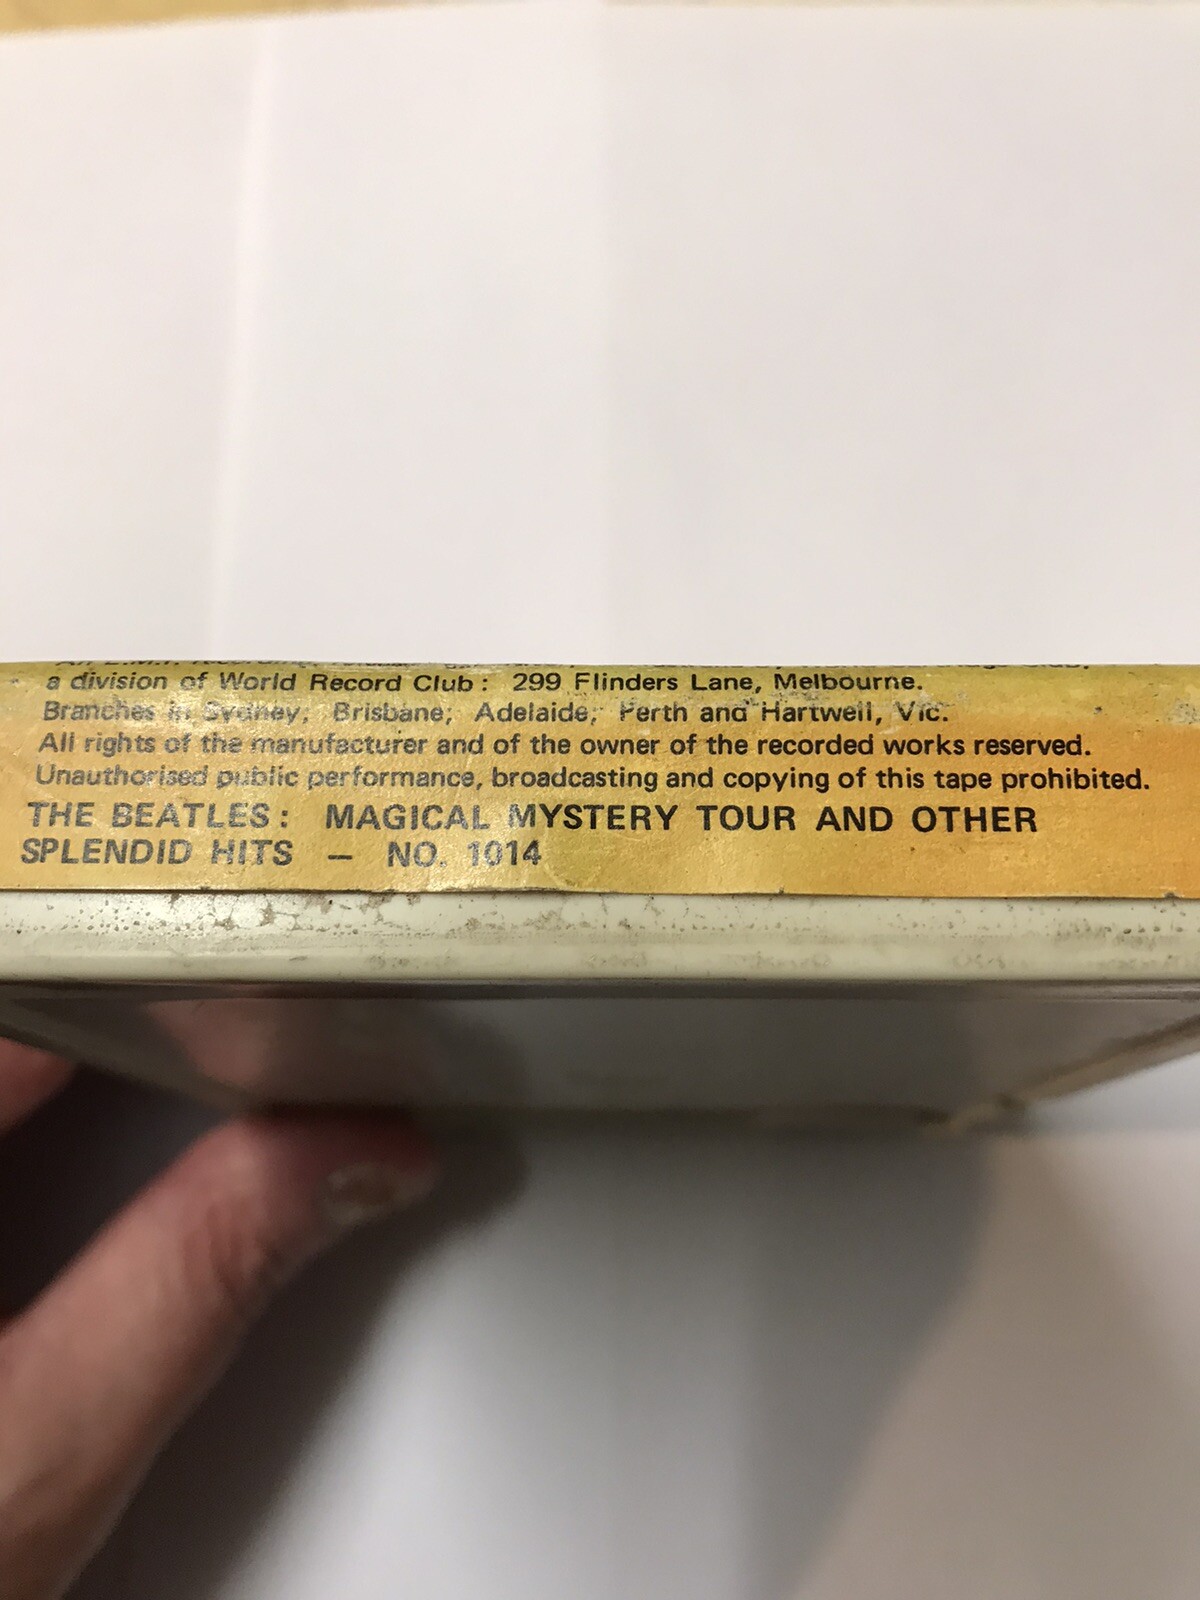 a division of World Record Club: 299 Flinders Lane, Melbourne.
Branches in Sydney, Brisbane, Adelaide, Perth and Hartwell, Vic.
All rights of the manufacturer and of the owner of the recorded works reserved.
Unauthorised public performance, broadcasting and copying of this tape prohibited.
THE BEATLES: MAGICAL MYSTERY TOUR AND OTHER
SPLENDID HITS — NO. 1014